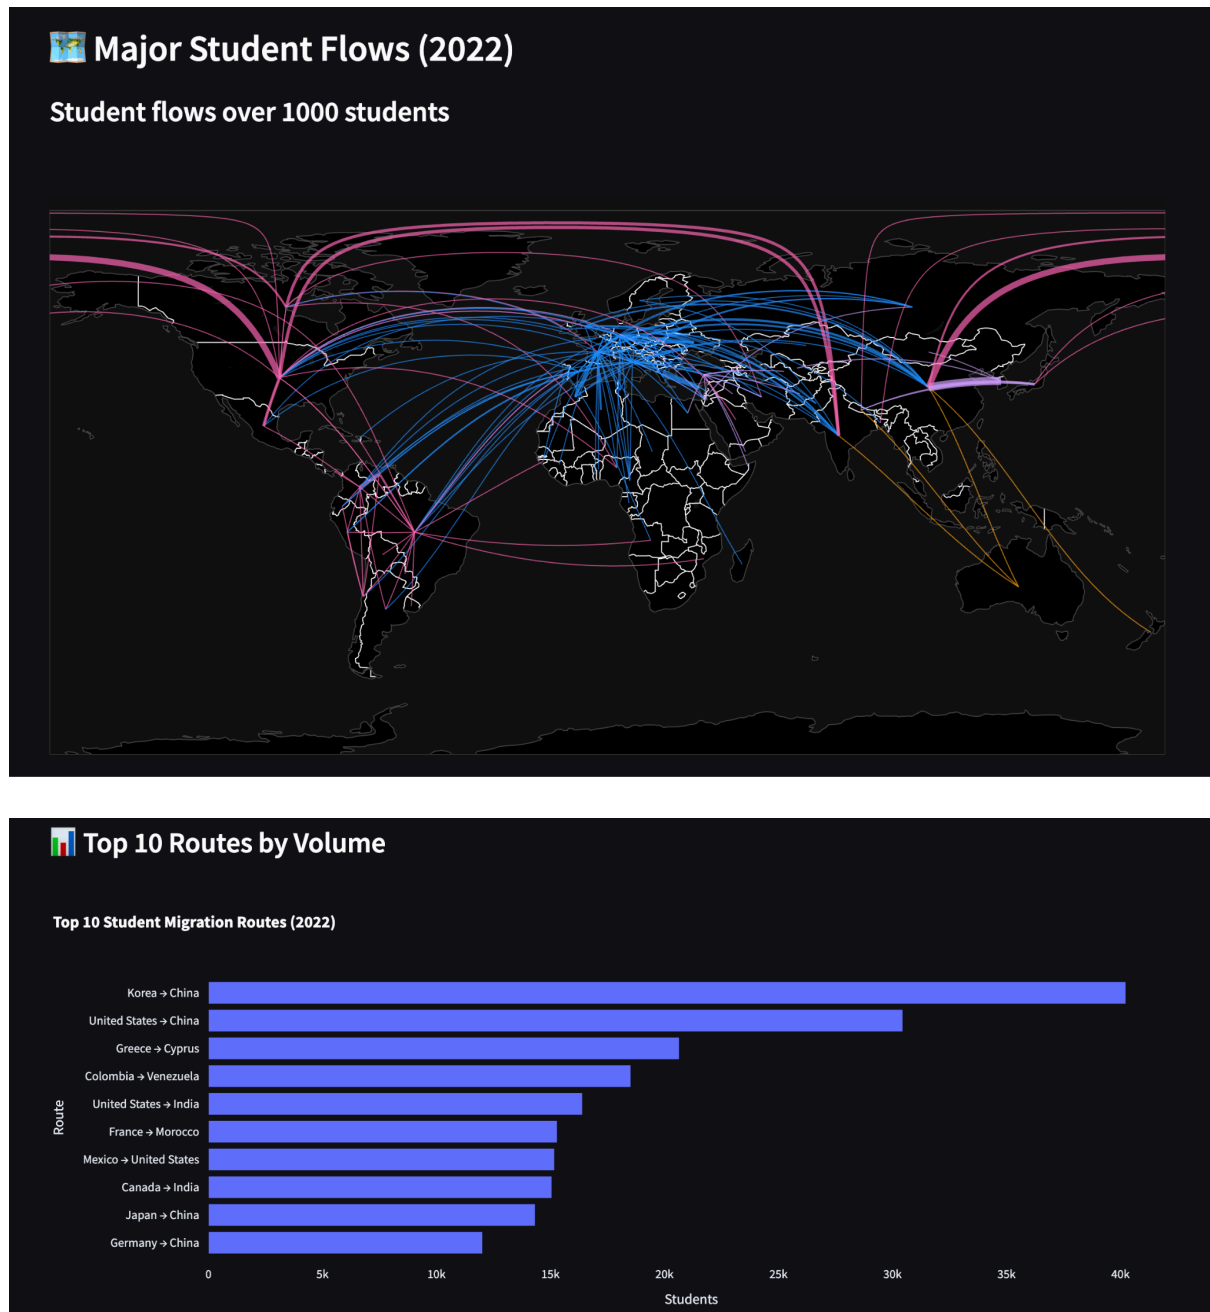 Major Student Flows (2022)
Student flows over 1000 students
Top 10 Routes by Volume
Top 10 Student Migration Routes (2022)
Route
Korea → China
United States → China
Greece → Cyprus
Colombia → Venezuela
United States → India
France → Morocco
Mexico → United States
Canada → India
Japan → China
Germany → China
0 5k 10k 15k 20k 25k 30k 35k 40k
Students